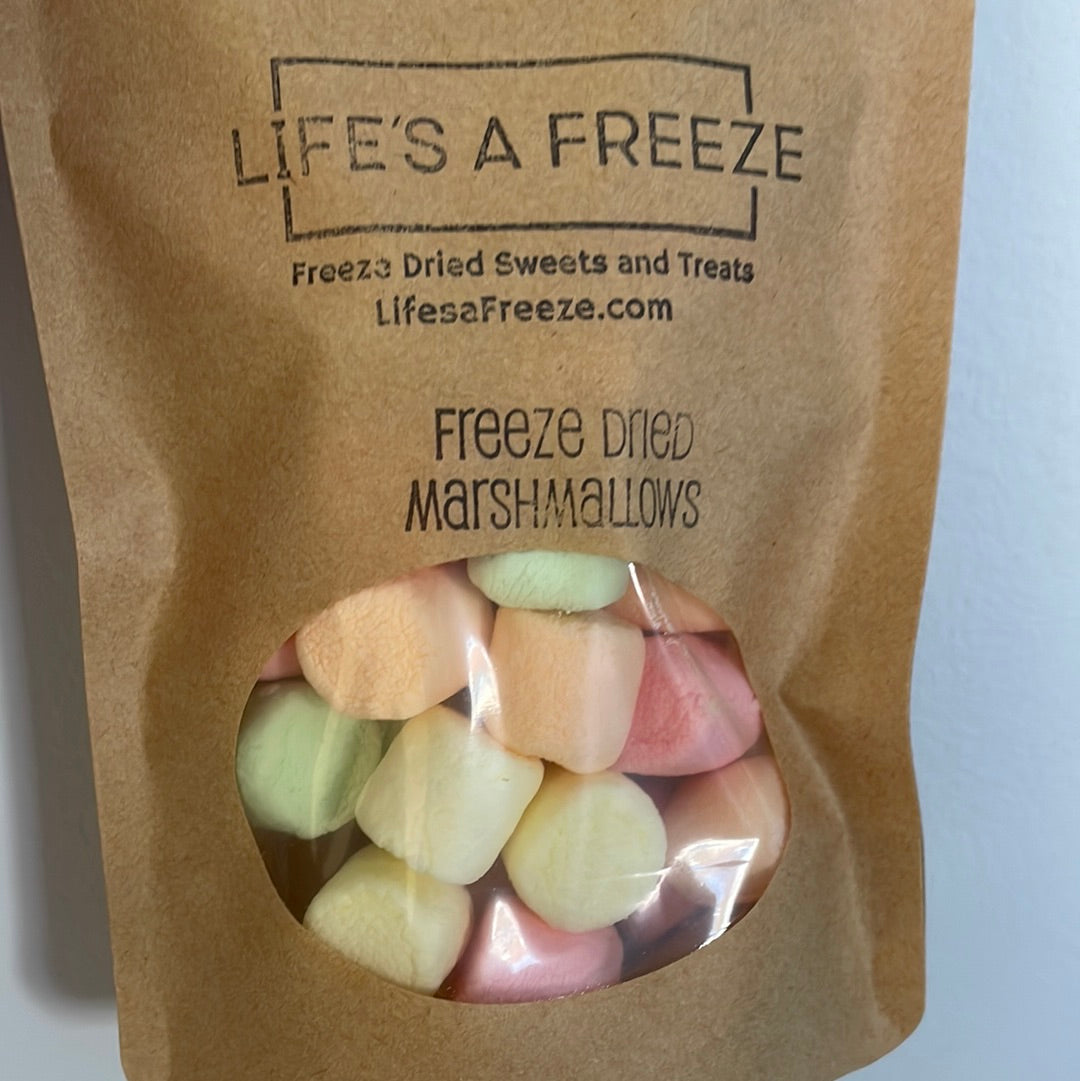 LIFE'S A FREEZE
Freeze Dried Sweets and Treats
LifesaFreeze.com
Freeze Dried
Marshmallows